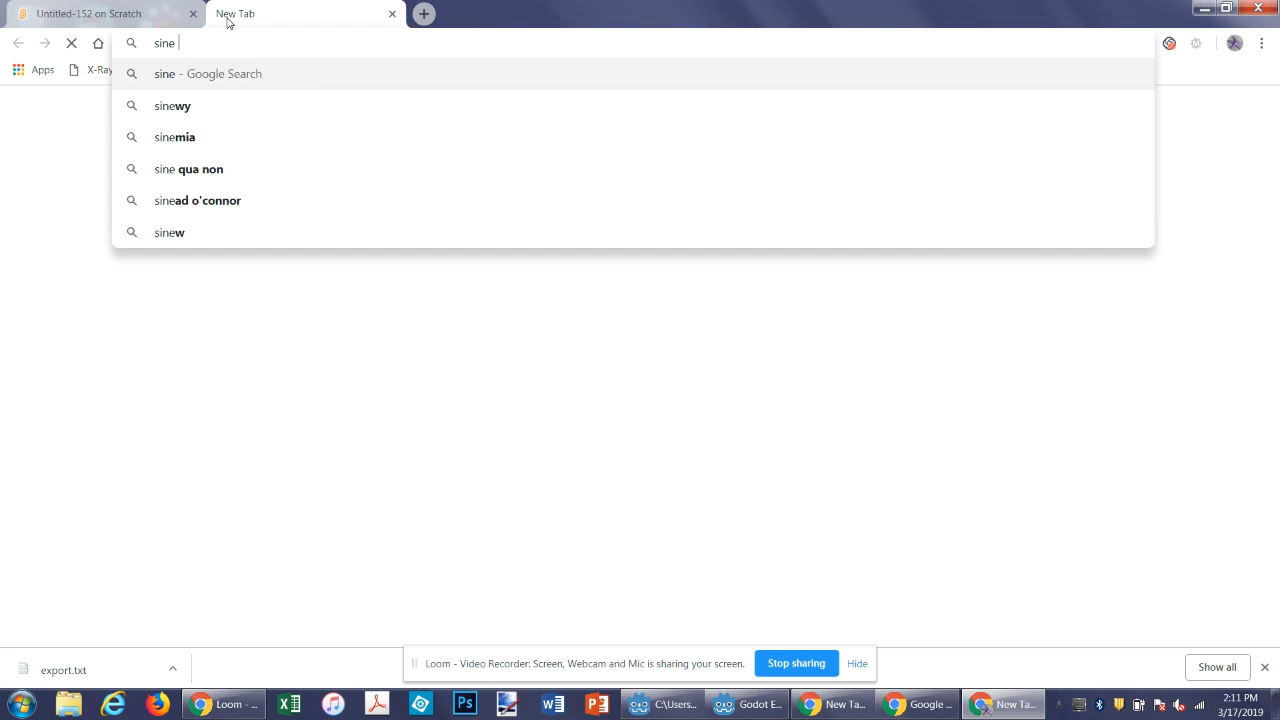 Untitled-152 on Scratch
New Tab
sine
Apps
X-Ray
sine - Google Search
sinewy
sinemia
sine qua non
sinead o'connor
sinew
export.txt
Loom - Video Recorder: Screen, Webcam and Mic is sharing your screen.
Stop sharing
Hide
Show all
Loom - ...
C:\Users...
Godot E...
New Ta...
Google ...
New Ta...
2:11 PM
3/17/2019